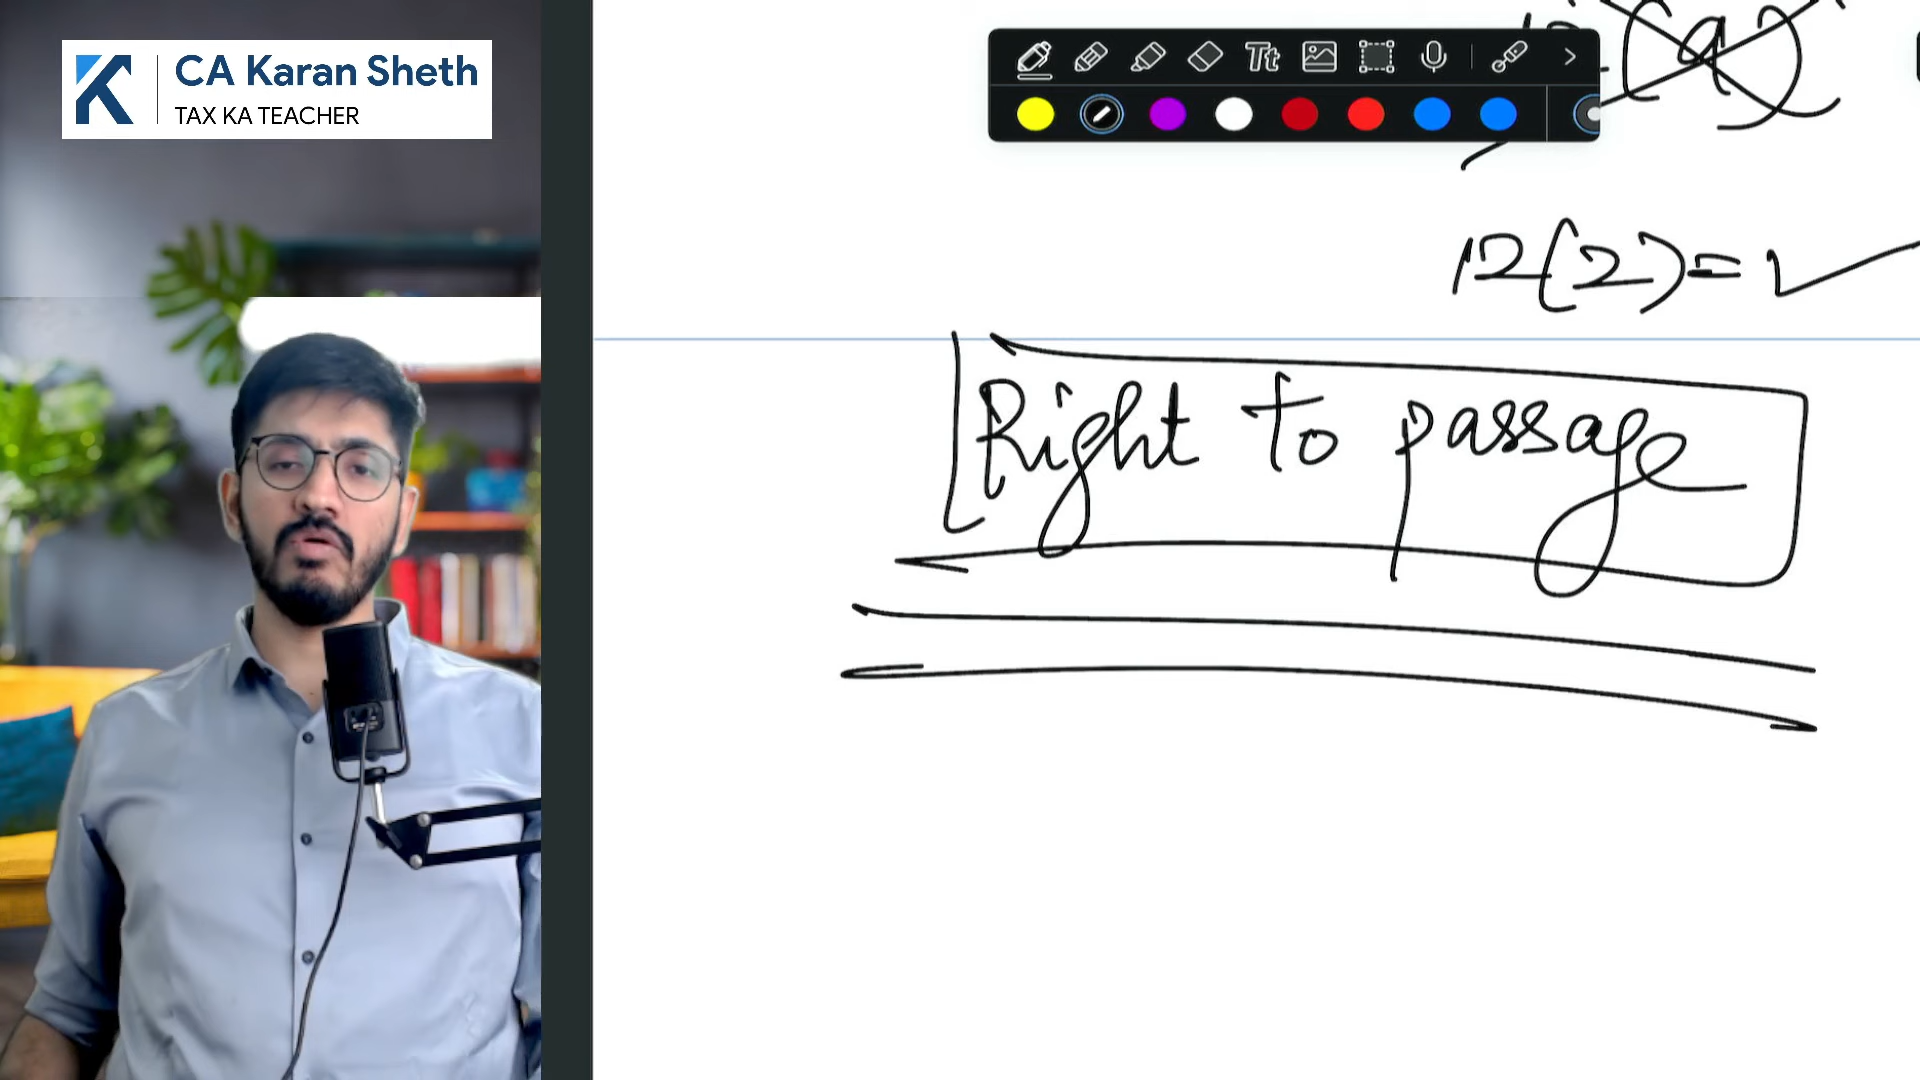 CA Karan Sheth
TAX KA TEACHER
Tt
(a)
12(2)=
Right to passage